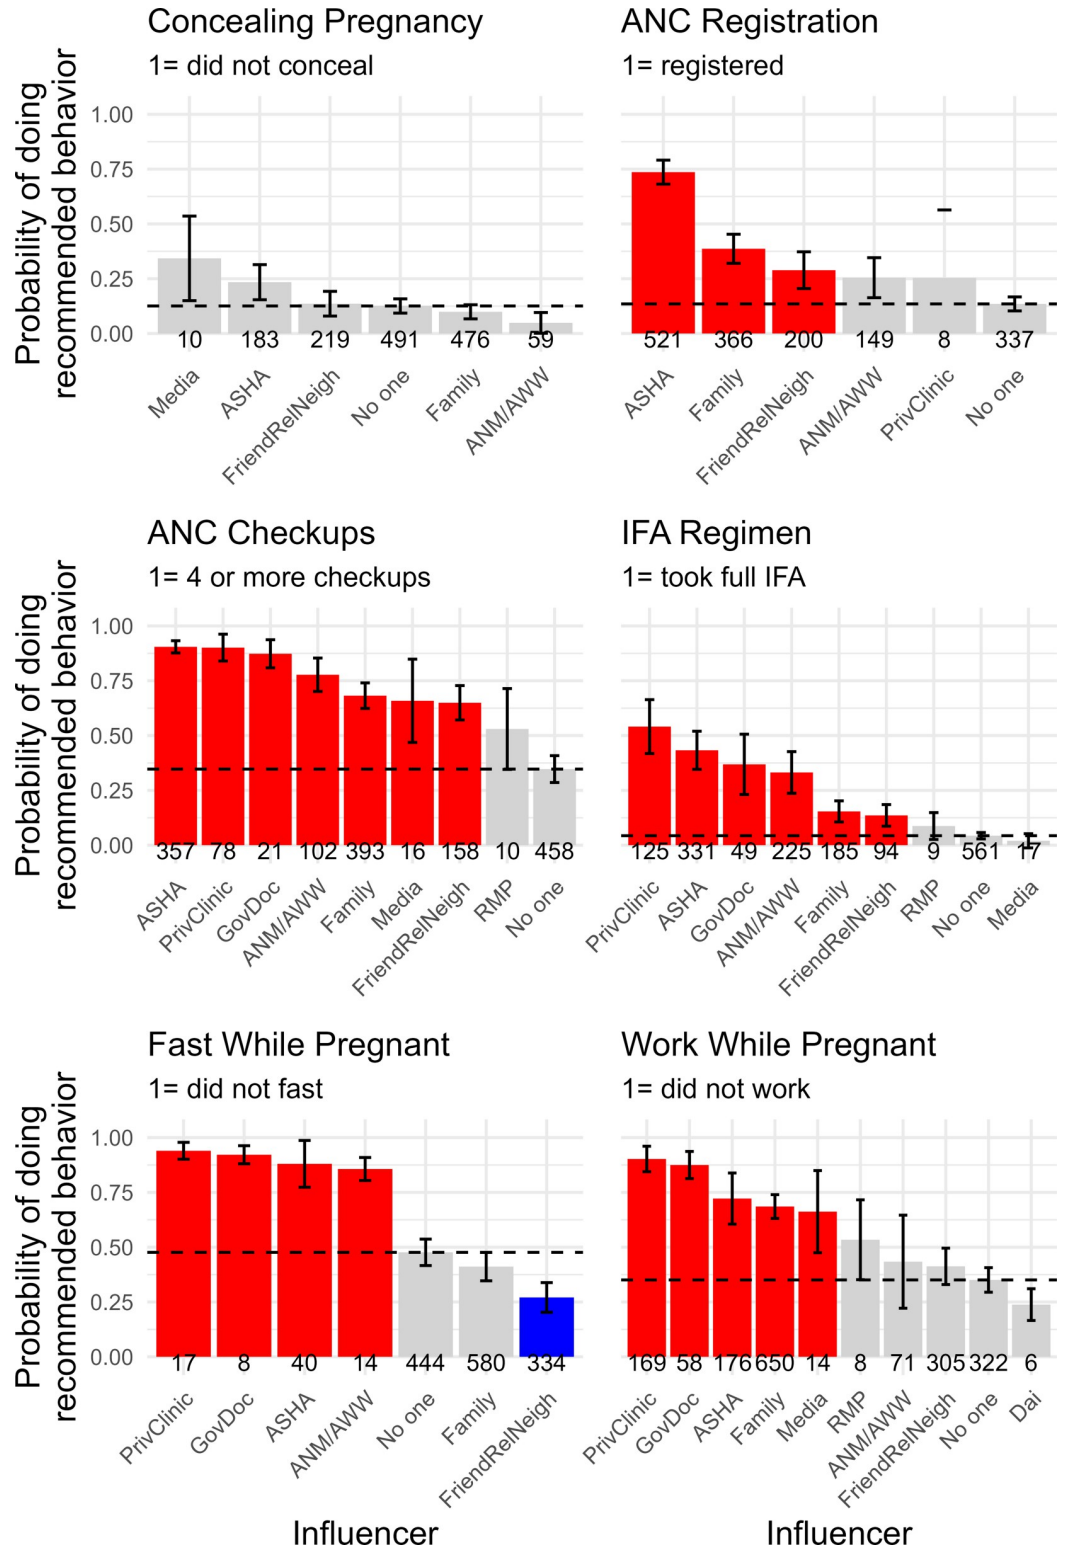 Concealing Pregnancy
1= did not conceal
Probability of doing
recommended behavior
1.00
0.75
0.50
0.25
0.00
10 183 219 491 476 59
Media ASHA FriendRelNeigh No one Family ANM/AWW
ANC Registration
1= registered
521 366 200 149 8 337
ASHA Family FriendRelNeigh ANM/AWW PrivClinic No one
ANC Checkups
1= 4 or more checkups
Probability of doing
recommended behavior
1.00
0.75
0.50
0.25
0.00
357 78 21 102 393 16 158 10 458
ASHA PrivClinic GovDoc ANM/AWW Family Media FriendRelNeigh RMP No one
IFA Regimen
1= took full IFA
125 331 49 225 185 94 9 561 17
PrivClinic ASHA GovDoc ANM/AWW Family FriendRelNeigh RMP No one Media
Fast While Pregnant
1= did not fast
Probability of doing
recommended behavior
1.00
0.75
0.50
0.25
0.00
17 8 40 14 444 580 334
PrivClinic GovDoc ASHA ANM/AWW No one Family FriendRelNeigh
Influencer
Work While Pregnant
1= did not work
169 58 176 650 14 8 71 305 322 6
PrivClinic GovDoc ASHA Family Media RMP ANM/AWW FriendRelNeigh No one Dai
Influencer